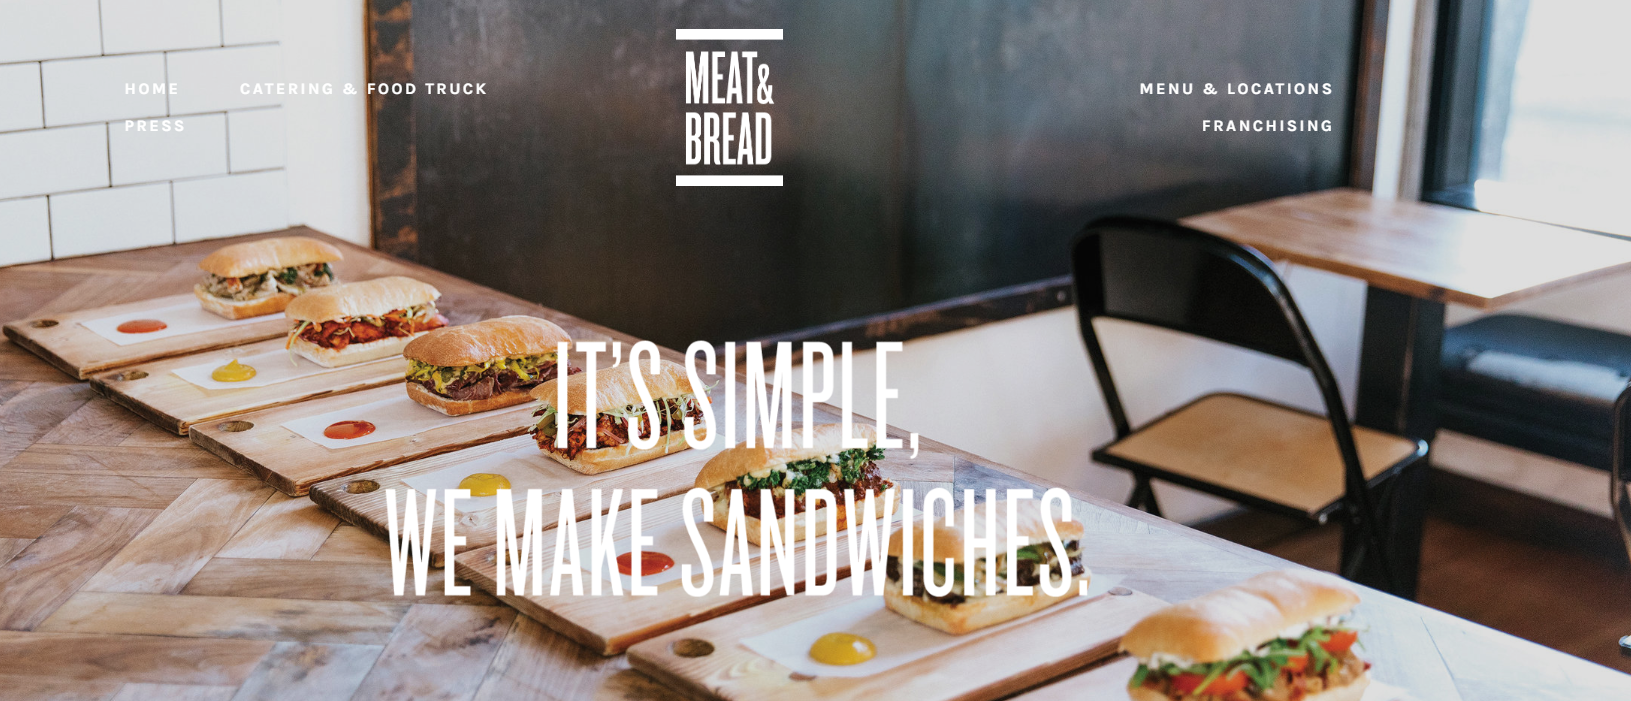 HOME
CATERING & FOOD TRUCK
PRESS
MEAT&
BREAD
MENU & LOCATIONS
FRANCHISING
IT’S SIMPLE,
WE MAKE SANDWICHES.